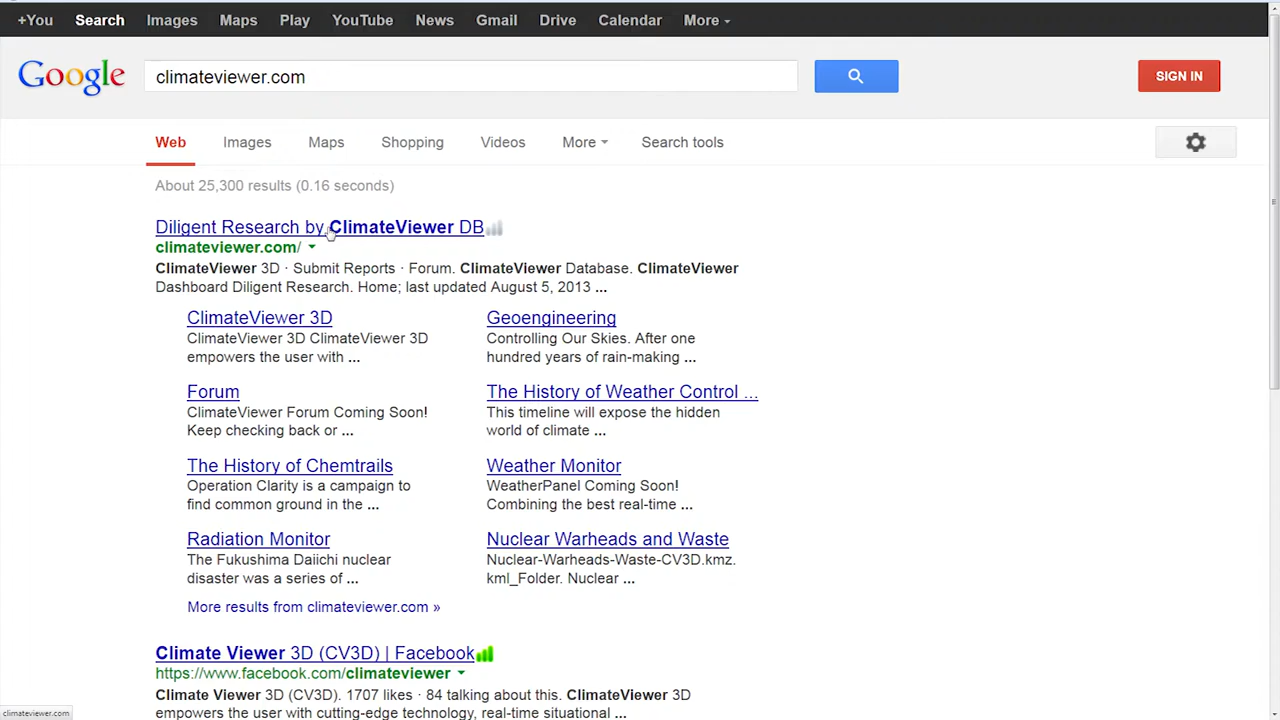 +You Search Images Maps Play YouTube News Gmail Drive Calendar More
Google climateviewer.com SIGN IN
Web Images Maps Shopping Videos More Search tools
About 25,300 results (0.16 seconds)
Diligent Research by ClimateViewer DB
climateviewer.com/
ClimateViewer 3D · Submit Reports · Forum. ClimateViewer Database. ClimateViewer
Dashboard Diligent Research. Home; last updated August 5, 2013 ...
ClimateViewer 3D
ClimateViewer 3D ClimateViewer 3D
empowers the user with ...
Geoengineering
Controlling Our Skies. After one
hundred years of rain-making ...
Forum
ClimateViewer Forum Coming Soon!
Keep checking back or ...
The History of Weather Control ...
This timeline will expose the hidden
world of climate ...
The History of Chemtrails
Operation Clarity is a campaign to
find common ground in the ...
Weather Monitor
WeatherPanel Coming Soon!
Combining the best real-time ...
Radiation Monitor
The Fukushima Daiichi nuclear
disaster was a series of ...
Nuclear Warheads and Waste
Nuclear-Warheads-Waste-CV3D.kmz.
kml_Folder. Nuclear ...
More results from climateviewer.com »
Climate Viewer 3D (CV3D) | Facebook
https://www.facebook.com/climateviewer
Climate Viewer 3D (CV3D). 1707 likes · 84 talking about this. ClimateViewer 3D
empowers the user with cutting-edge technology, real-time situational ...
climateviewer.com